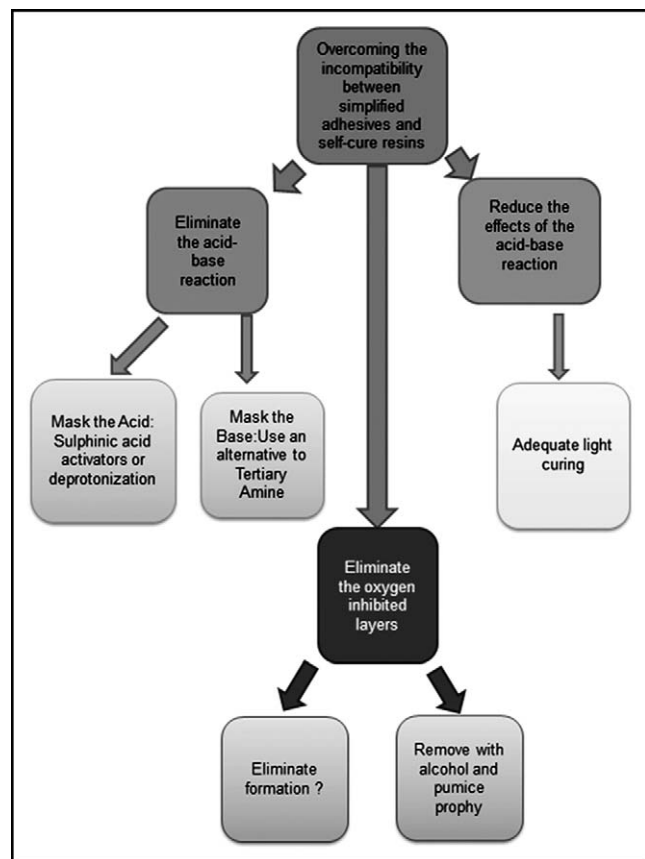 Overcoming the
incompatibility
between
simplified
adhesives and
self-cure resins
Eliminate
the acid-
base
reaction
Reduce the
effects of the
acid-base
reaction
Mask the Acid:
Sulphinic acid
activators or
deprotonization
Mask the
Base:Use an
alternative to
Tertiary
Amine
Adequate light
curing
Eliminate
the oxygen
inhibited
layers
Eliminate
formation ?
Remove with
alcohol and
pumice
prophy